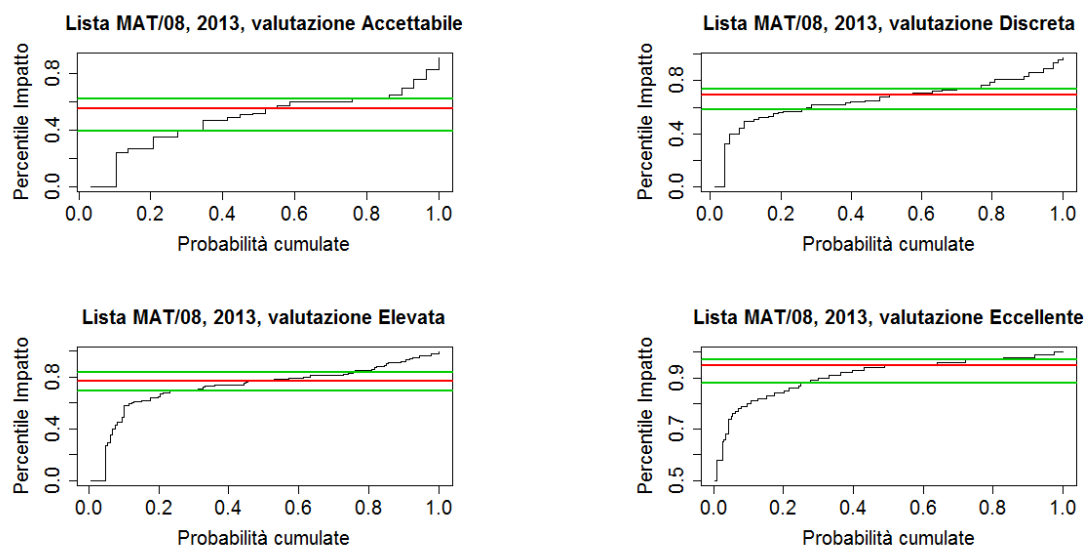 Lista MAT/08, 2013, valutazione Accettabile
Percentile Impatto
0.0 0.4 0.8
0.0 0.2 0.4 0.6 0.8 1.0
Probabilità cumulate
Lista MAT/08, 2013, valutazione Discreta
Percentile Impatto
0.0 0.4 0.8
0.0 0.2 0.4 0.6 0.8 1.0
Probabilità cumulate
Lista MAT/08, 2013, valutazione Elevata
Percentile Impatto
0.0 0.4 0.8
0.0 0.2 0.4 0.6 0.8 1.0
Probabilità cumulate
Lista MAT/08, 2013, valutazione Eccellente
Percentile Impatto
0.5 0.7 0.9
0.0 0.2 0.4 0.6 0.8 1.0
Probabilità cumulate